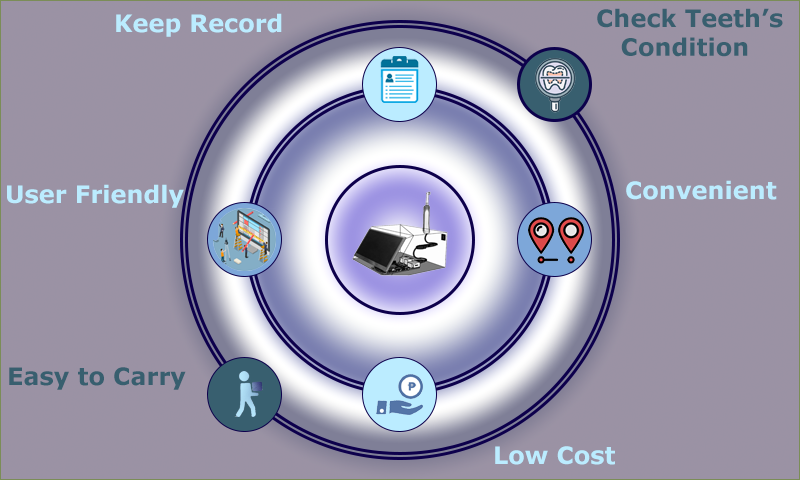 Keep Record
Check Teeth's
Condition
User Friendly
Convenient
Easy to Carry
₱
Low Cost